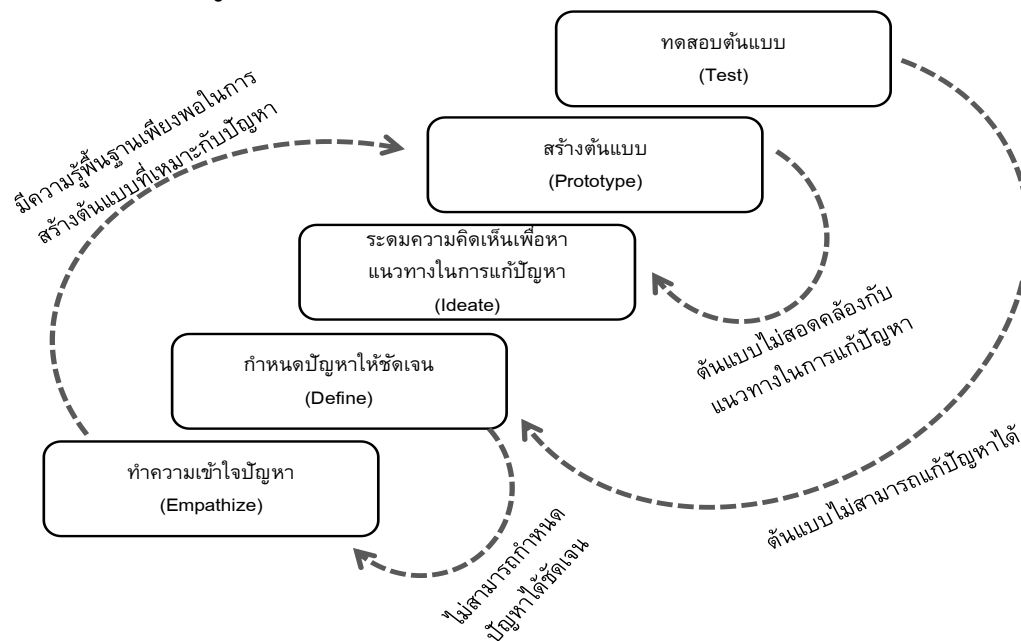 ทดสอบต้นแบบ
(Test)
สร้างต้นแบบ
(Prototype)
มีความรู้พื้นฐานเพียงพอในการ
สร้างต้นแบบที่เหมาะกับปัญหา
ระดมความคิดเห็นเพื่อหา
แนวทางในการแก้ปัญหา
(Ideate)
ต้นแบบไม่สอดคล้องกับ
แนวทางในการแก้ปัญหา
กำหนดปัญหาให้ชัดเจน
(Define)
ต้นแบบไม่สามารถแก้ปัญหาได้
ทำความเข้าใจปัญหา
(Empathize)
ไม่สามารถกำหนด
ปัญหาได้ชัดเจน